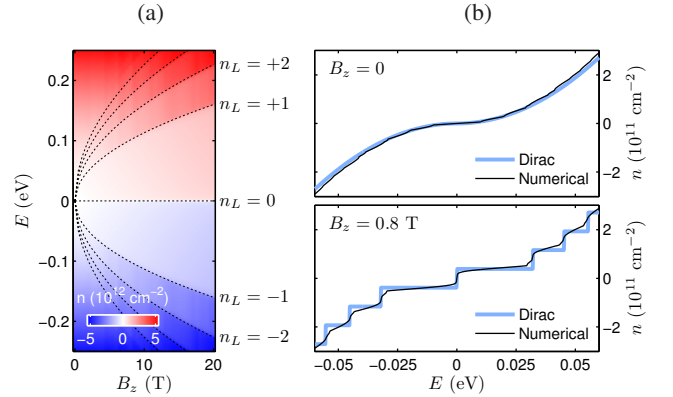 (a)
0.2
0.1
0
-0.1
-0.2
E (eV)
n_L = +2
n_L = +1
n_L = 0
n_L = −1
n_L = −2
n (10^12 cm^−2)
−5 0 5
0 10 20
B_z (T)
(b)
B_z = 0
Dirac
Numerical
2
0
−2
n (10^11 cm^−2)
B_z = 0.8 T
Dirac
Numerical
2
0
−2
n (10^11 cm^−2)
-0.05 -0.025 0 0.025 0.05
E (eV)